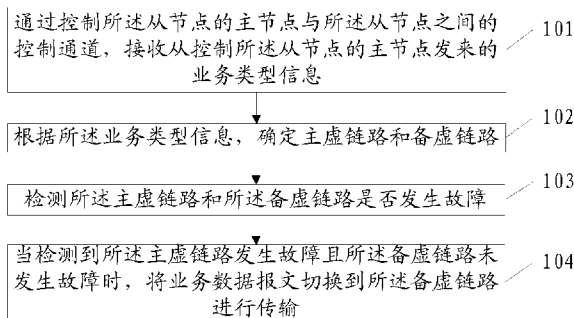 通过控制所述从节点的主节点与所述从节点之间的
控制通道，接收从控制所述从节点的主节点发来的
业务类型信息
101
根据所述业务类型信息，确定主虚链路和备虚链路
102
检测所述主虚链路和所述备虚链路是否发生故障
103
当检测到所述主虚链路发生故障且所述备虚链路未
发生故障时，将业务数据报文切换到所述备虚链路
进行传输
104